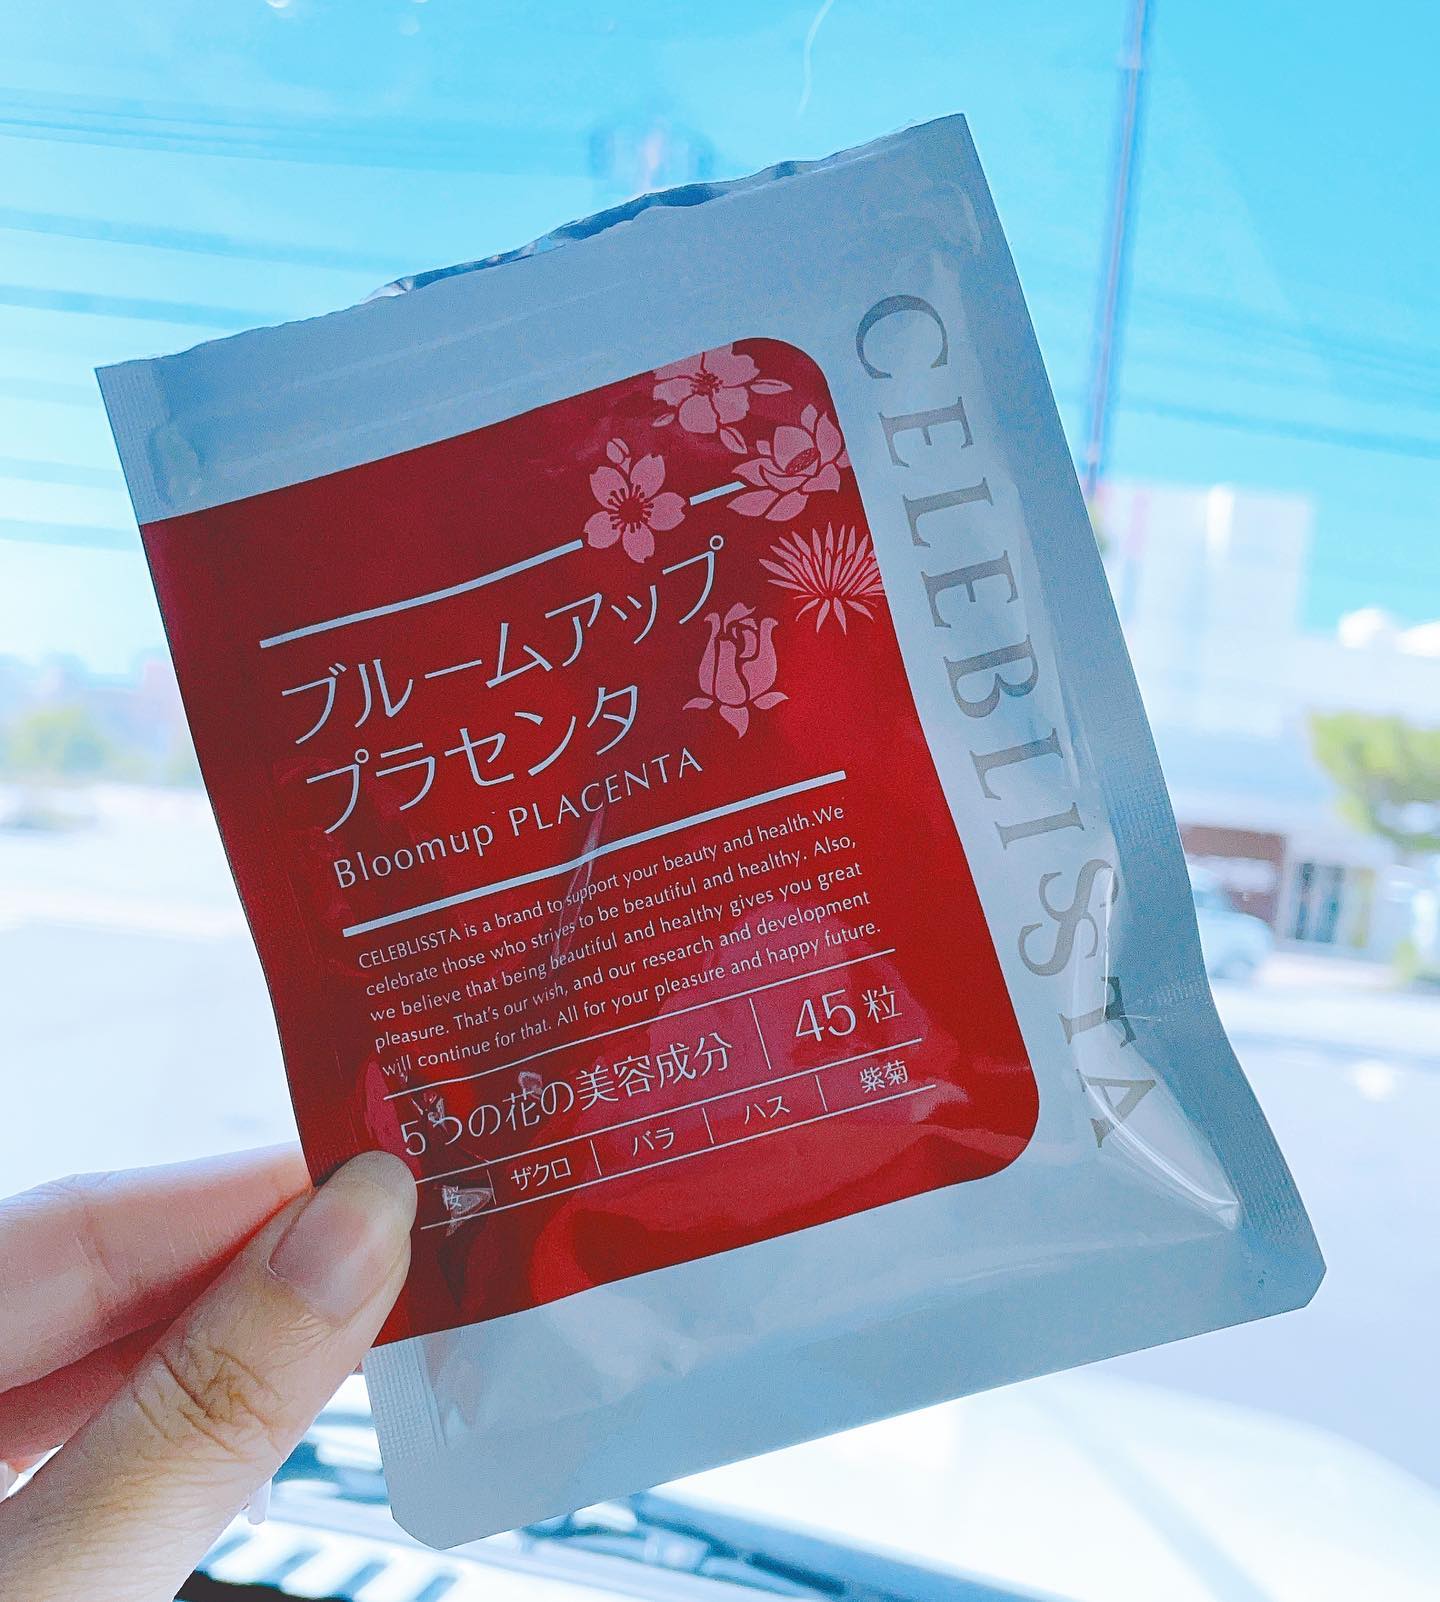 CELEBLISSTA
ブルームアップ
プラセンタ
Bloomup PLACENTA
CELEBLISSTA is a brand to support your beauty and health.We
celebrate those who strives to be beautiful and healthy. Also,
we believe that being beautiful and healthy gives you great
pleasure. That's our wish, and our research and development
will continue for that. All for your pleasure and happy future.
5つの花の美容成分 45粒
桜 ザクロ バラ ハス 紫菊